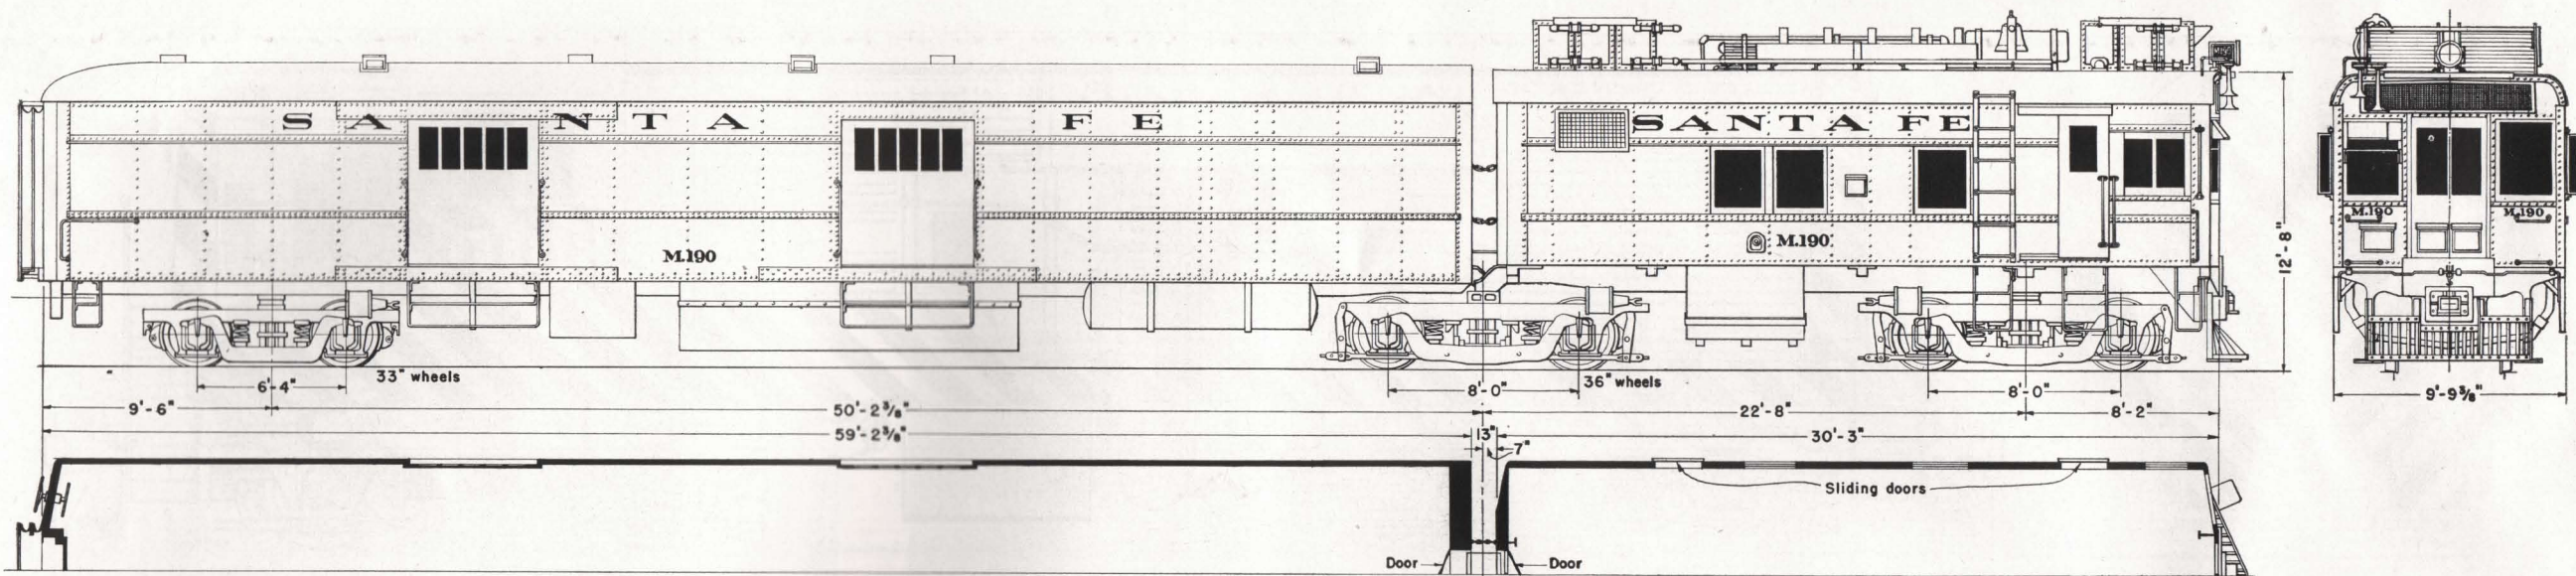 SANTA FE
SANTA FE
M.190
M.190
M.190
M.190
12'-8"
33" wheels
36" wheels
6'-4"
8'-0"
8'-0"
9'-9⅜"
9'-6"
50'-2⅜"
22'-8"
8'-2"
59'-2⅜"
13"
30'-3"
7"
Sliding doors
Door
Door